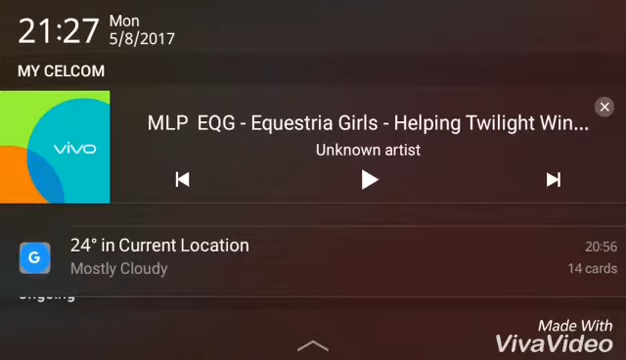 21:27
Mon
5/8/2017
MY CELCOM
vivo
MLP EQG - Equestria Girls - Helping Twilight Win...
Unknown artist
G
24° in Current Location
20:56
Mostly Cloudy
14 cards
Ongoing
Made With
VivaVideo